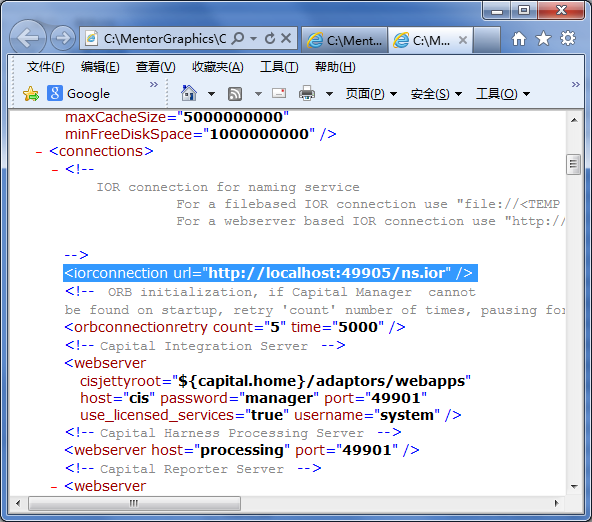 C:\MentorGraphics\C
C:\Ment...
C:\M...
文件(F) 编辑(E) 查看(V) 收藏夹(A) 工具(T) 帮助(H)
Google
页面(P) 安全(S) 工具(O)
maxCacheSize="5000000000"
minFreeDiskSpace="1000000000" />
- <connections>
- <!--
IOR connection for naming service
For a filebased IOR connection use "file://<TEMP
For a webserver based IOR connection use "http://
-->
<iorconnection url="http://localhost:49905/ns.ior" />
<!-- ORB initialization, if Capital Manager cannot
be found on startup, retry 'count' number of times, pausing for
<orbconnectionretry count="5" time="5000" />
<!-- Capital Integration Server -->
<webserver
cisjettyroot="${capital.home}/adaptors/webapps"
host="cis" password="manager" port="49901"
use_licensed_services="true" username="system" />
<!-- Capital Harness Processing Server -->
<webserver host="processing" port="49901" />
<!-- Capital Reporter Server -->
- <webserver